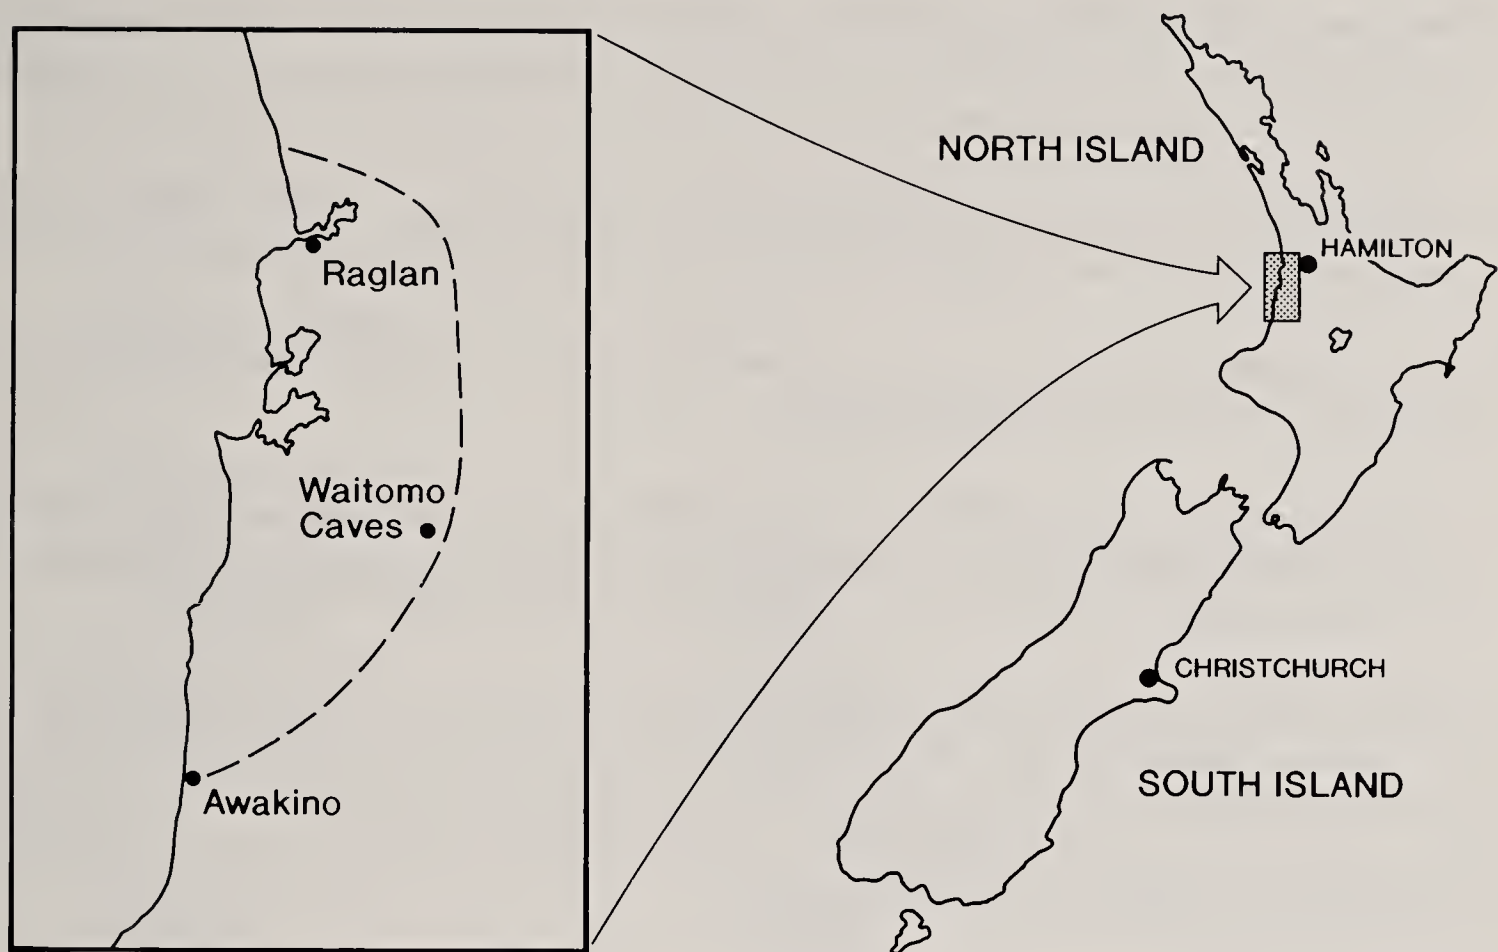 NORTH ISLAND
HAMILTON
Raglan
Waitomo
Caves
CHRISTCHURCH
SOUTH ISLAND
Awakino